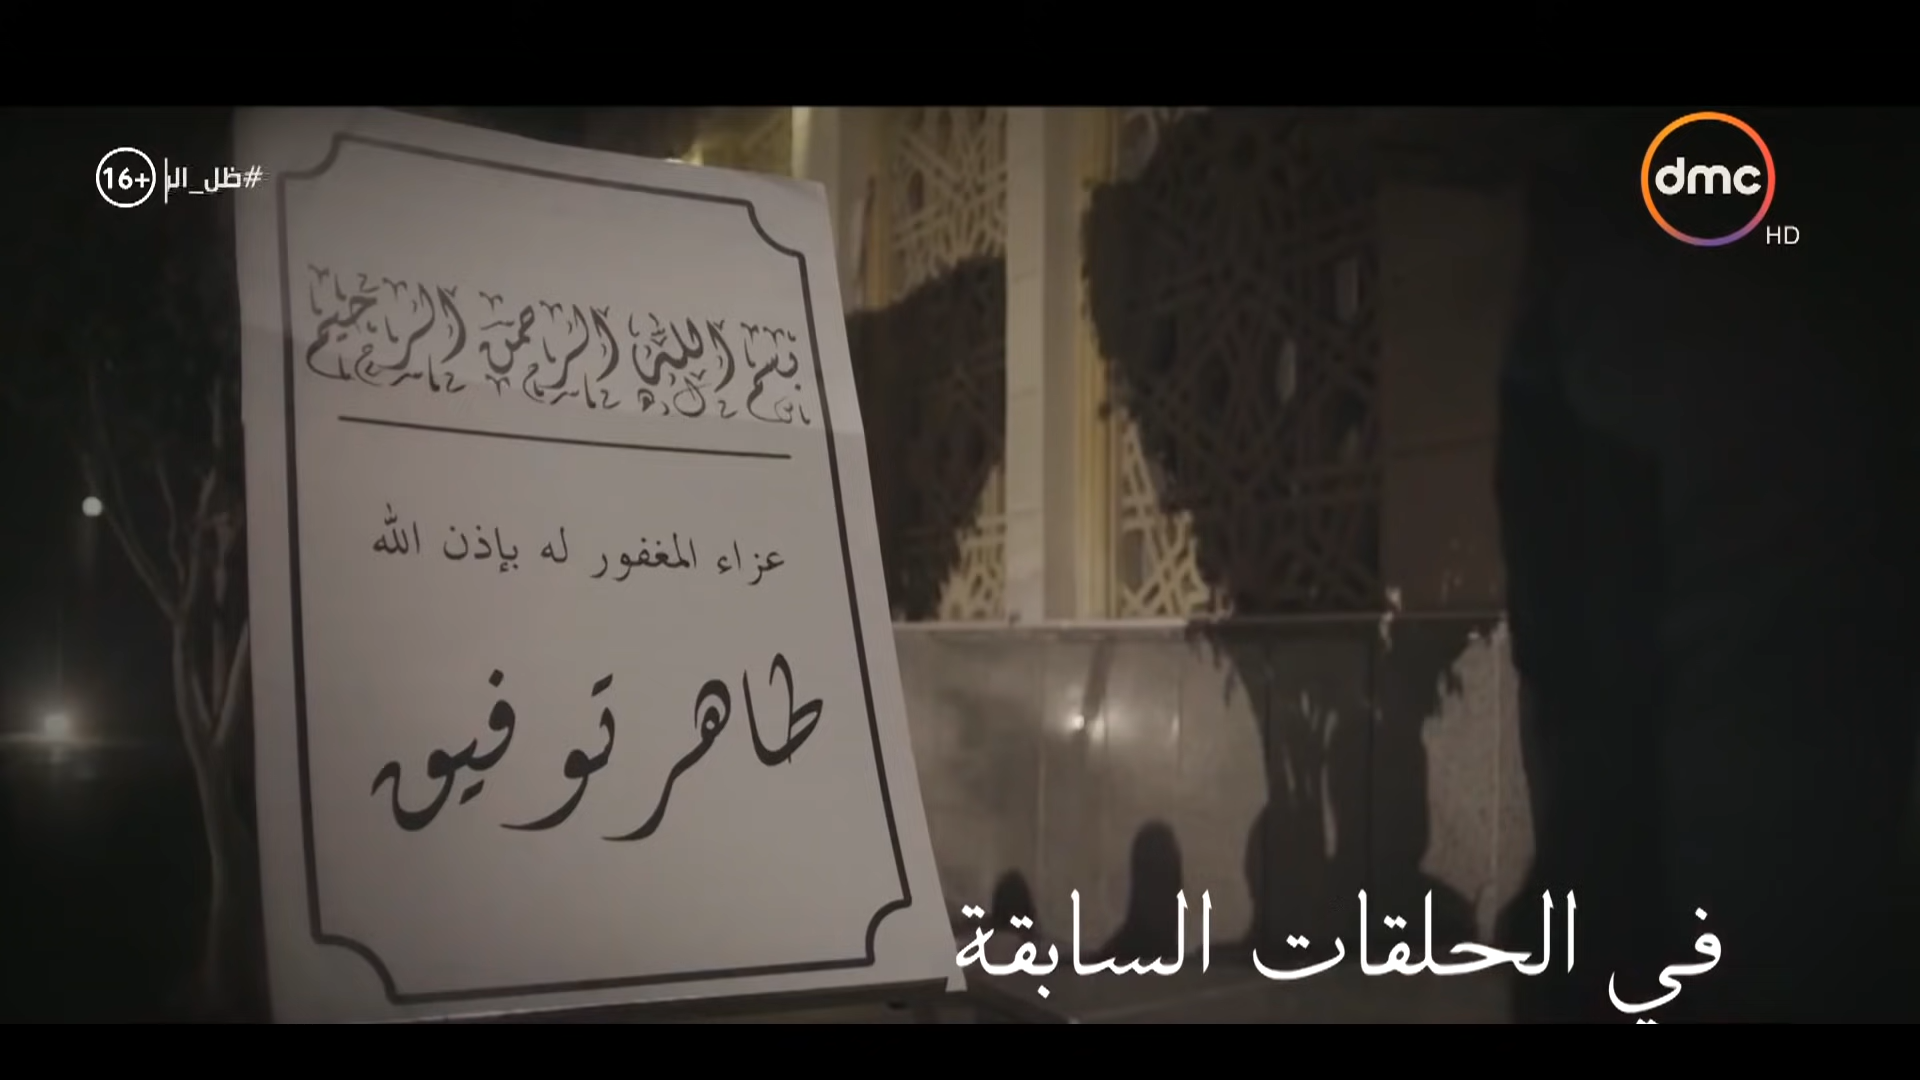 #ظل_الر
+16
dmc
HD
بسم الله الرحمن الرحيم
عزاء المغفور له بإذن الله
طاهر توفيق
في الحلقات السابقة